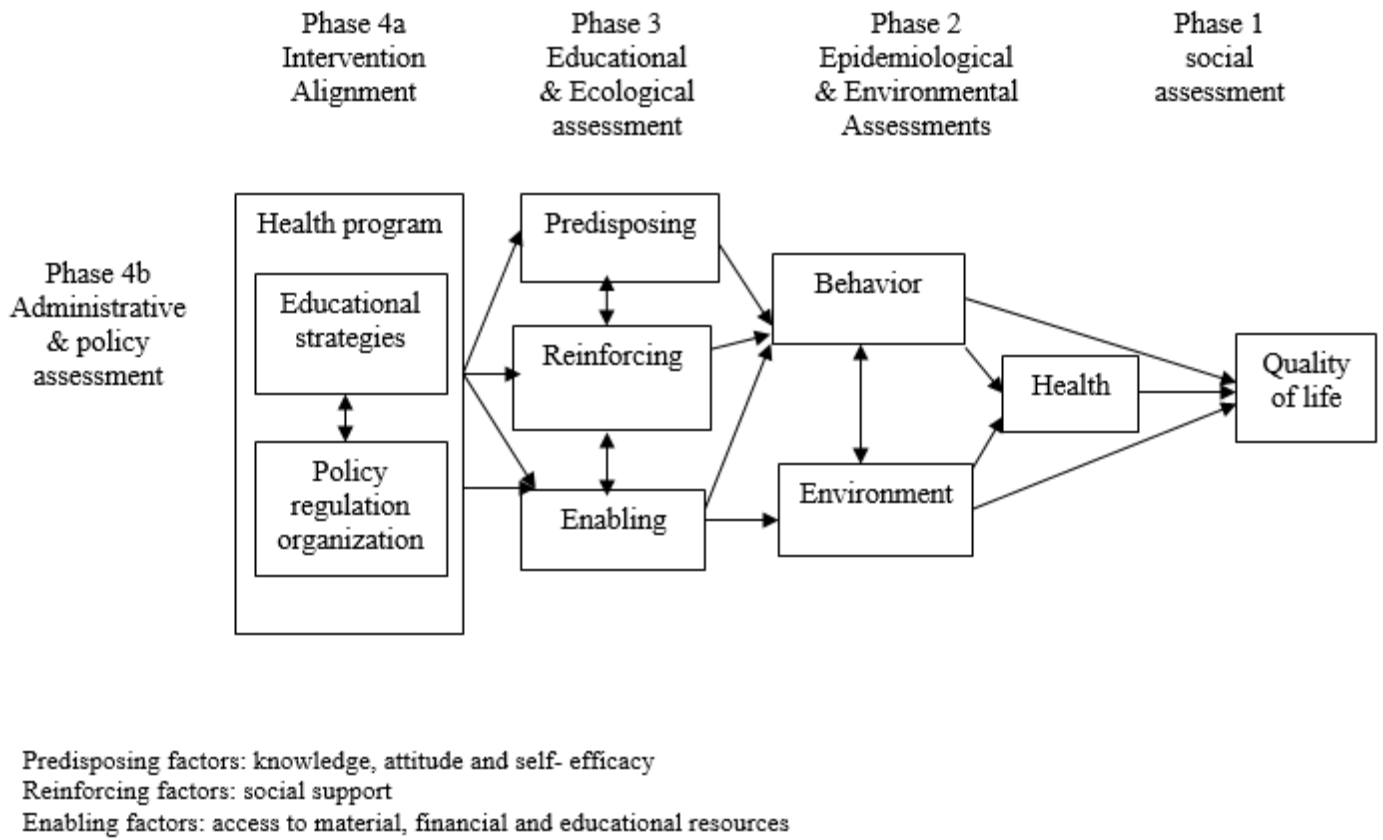 Phase 4a
Intervention
Alignment
Phase 3
Educational
& Ecological
assessment
Phase 2
Epidemiological
& Environmental
Assessments
Phase 1
social
assessment
Phase 4b
Administrative
& policy
assessment
Health program
Educational
strategies
Policy
regulation
organization
Predisposing
Reinforcing
Enabling
Behavior
Environment
Health
Quality
of life
Predisposing factors: knowledge, attitude and self- efficacy
Reinforcing factors: social support
Enabling factors: access to material, financial and educational resources